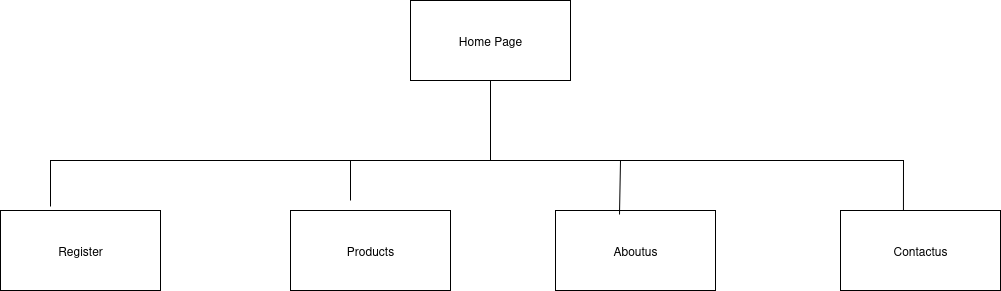 Home Page
Register
Products
Aboutus
Contactus